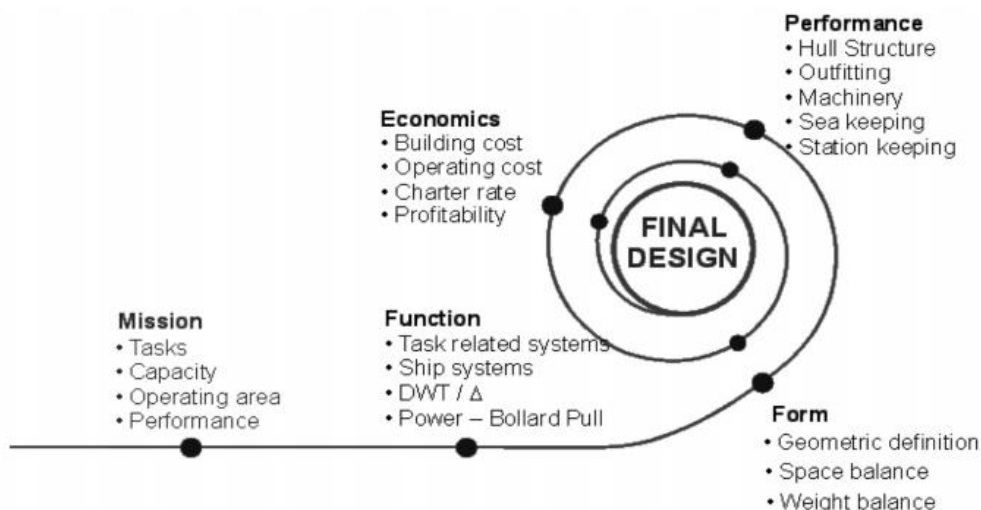 Performance
• Hull Structure
• Outfitting
• Machinery
• Sea keeping
• Station keeping
Economics
• Building cost
• Operating cost
• Charter rate
• Profitability
FINAL
DESIGN
Mission
• Tasks
• Capacity
• Operating area
• Performance
Function
• Task related systems
• Ship systems
• DWT / Δ
• Power – Bollard Pull
Form
• Geometric definition
• Space balance
• Weight balance